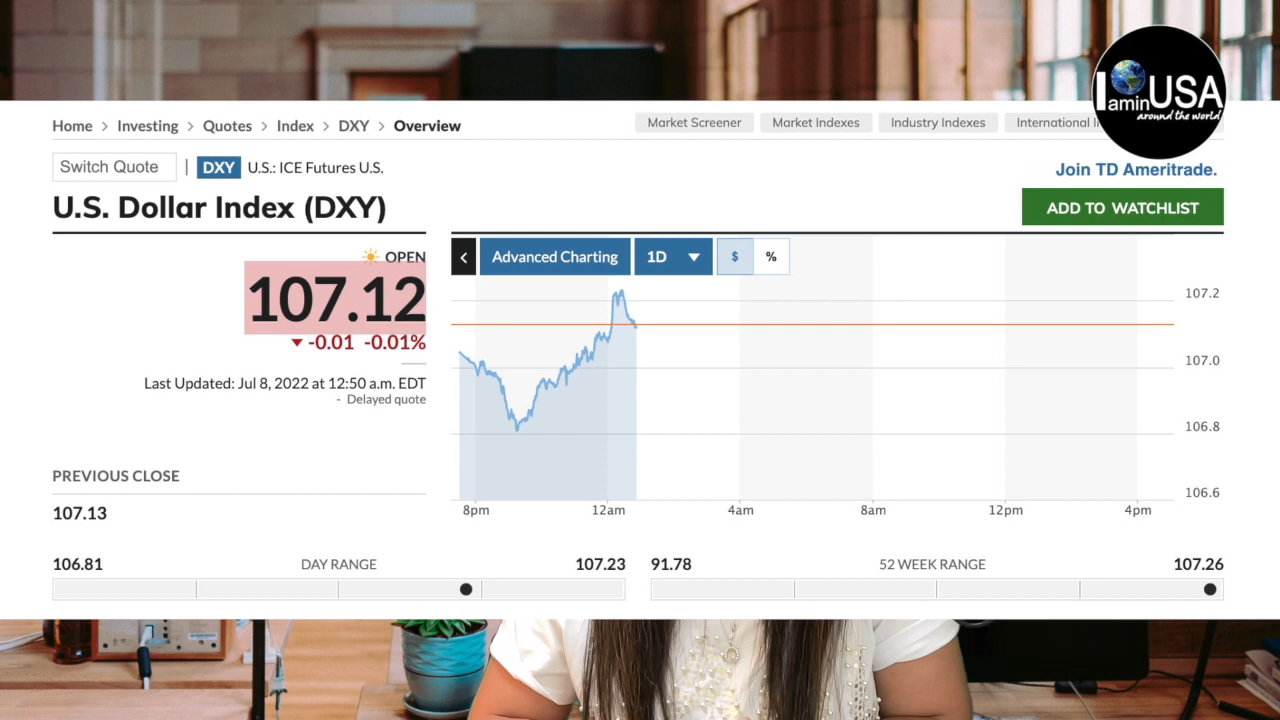 Home > Investing > Quotes > Index > DXY > Overview
Market Screener
Market Indexes
Industry Indexes
International
I aminUSA
around the world
Switch Quote | DXY U.S.: ICE Futures U.S.
Join TD Ameritrade.
U.S. Dollar Index (DXY)
ADD TO WATCHLIST
OPEN
107.12
-0.01 -0.01%
Last Updated: Jul 8, 2022 at 12:50 a.m. EDT
- Delayed quote
PREVIOUS CLOSE
107.13
< Advanced Charting 1D $ %
107.2
107.0
106.8
106.6
8pm 12am 4am 8am 12pm 4pm
106.81 DAY RANGE 107.23
91.78 52 WEEK RANGE 107.26